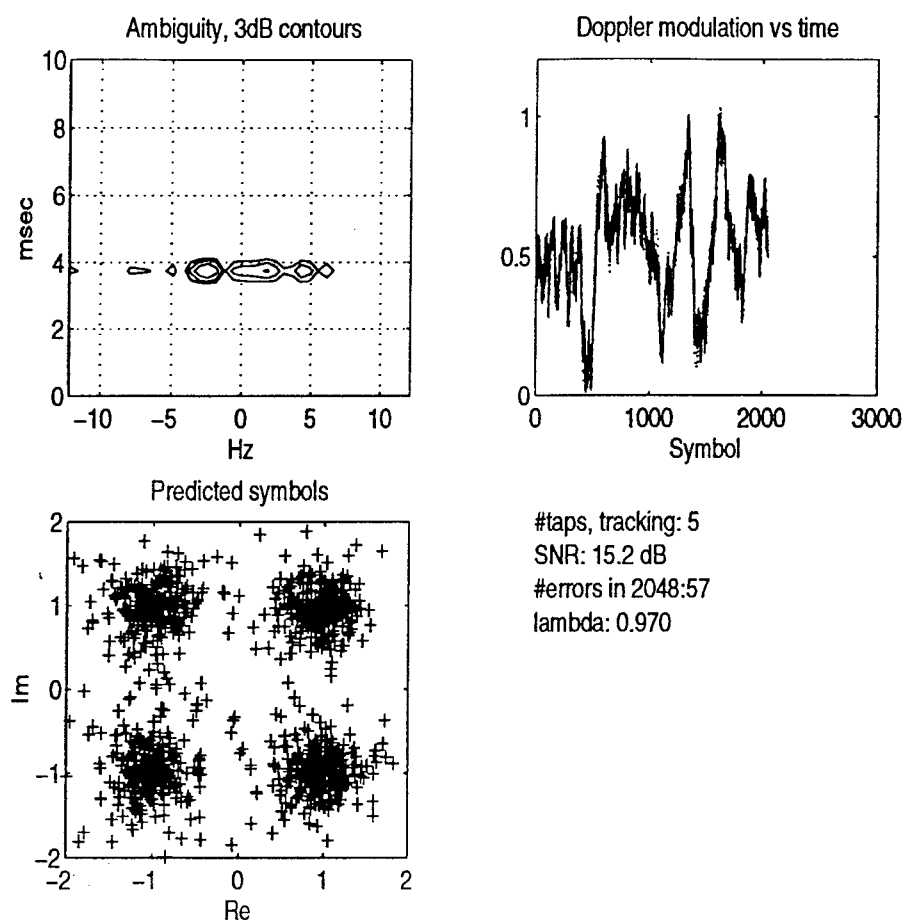 Ambiguity, 3dB contours
10
8
6
4
2
0
msec
−10 −5 0 5 10
Hz
Doppler modulation vs time
1
0.5
0
0 1000 2000 3000
Symbol
Predicted symbols
2
1
0
−1
−2
Im
−2 −1 0 1 2
Re
#taps, tracking: 5
SNR: 15.2 dB
#errors in 2048:57
lambda: 0.970